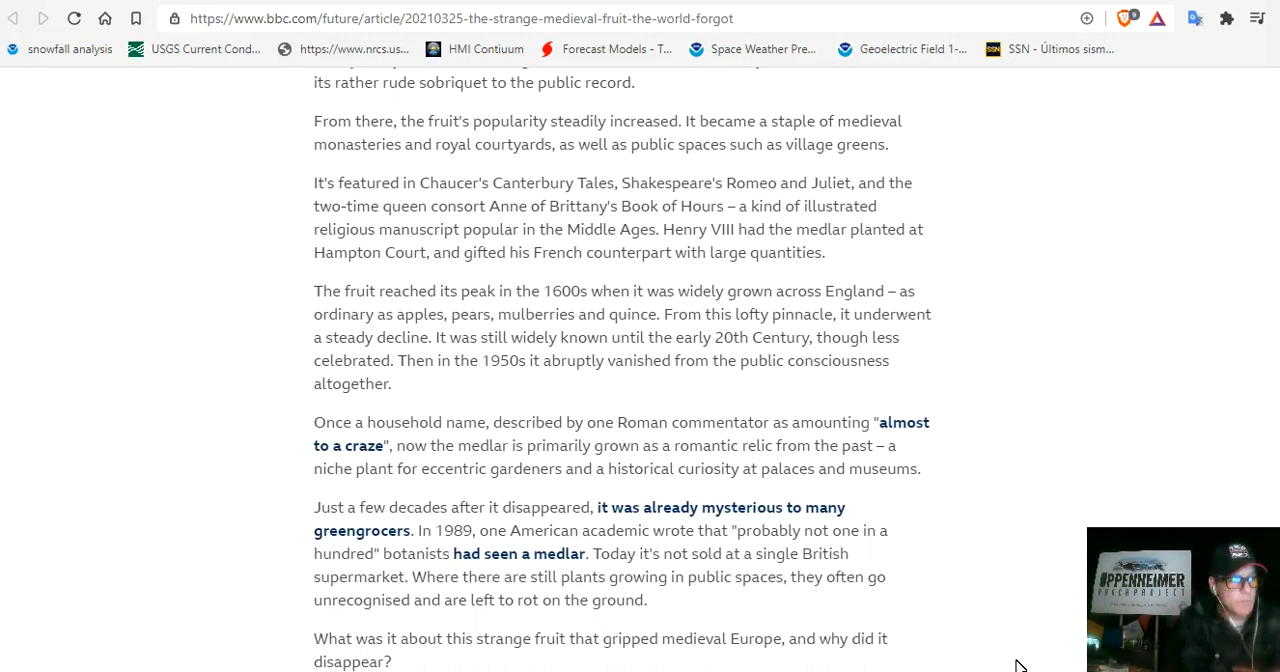 https://www.bbc.com/future/article/20210325-the-strange-medieval-fruit-the-world-forgot
snowfall analysis
USGS Current Cond...
https://www.nrcs.us...
HMI Contiuum
Forecast Models - T...
Space Weather Pre...
Geoelectric Field 1-...
SSN
SSN - Últimos sism...
its rather rude sobriquet to the public record.
From there, the fruit's popularity steadily increased. It became a staple of medieval
monasteries and royal courtyards, as well as public spaces such as village greens.
It's featured in Chaucer's Canterbury Tales, Shakespeare's Romeo and Juliet, and the
two-time queen consort Anne of Brittany's Book of Hours – a kind of illustrated
religious manuscript popular in the Middle Ages. Henry VIII had the medlar planted at
Hampton Court, and gifted his French counterpart with large quantities.
The fruit reached its peak in the 1600s when it was widely grown across England – as
ordinary as apples, pears, mulberries and quince. From this lofty pinnacle, it underwent
a steady decline. It was still widely known until the early 20th Century, though less
celebrated. Then in the 1950s it abruptly vanished from the public consciousness
altogether.
Once a household name, described by one Roman commentator as amounting "almost
to a craze", now the medlar is primarily grown as a romantic relic from the past – a
niche plant for eccentric gardeners and a historical curiosity at palaces and museums.
Just a few decades after it disappeared, it was already mysterious to many
greengrocers. In 1989, one American academic wrote that "probably not one in a
hundred" botanists had seen a medlar. Today it's not sold at a single British
supermarket. Where there are still plants growing in public spaces, they often go
unrecognised and are left to rot on the ground.
What was it about this strange fruit that gripped medieval Europe, and why did it
disappear?
PPENHEIMER